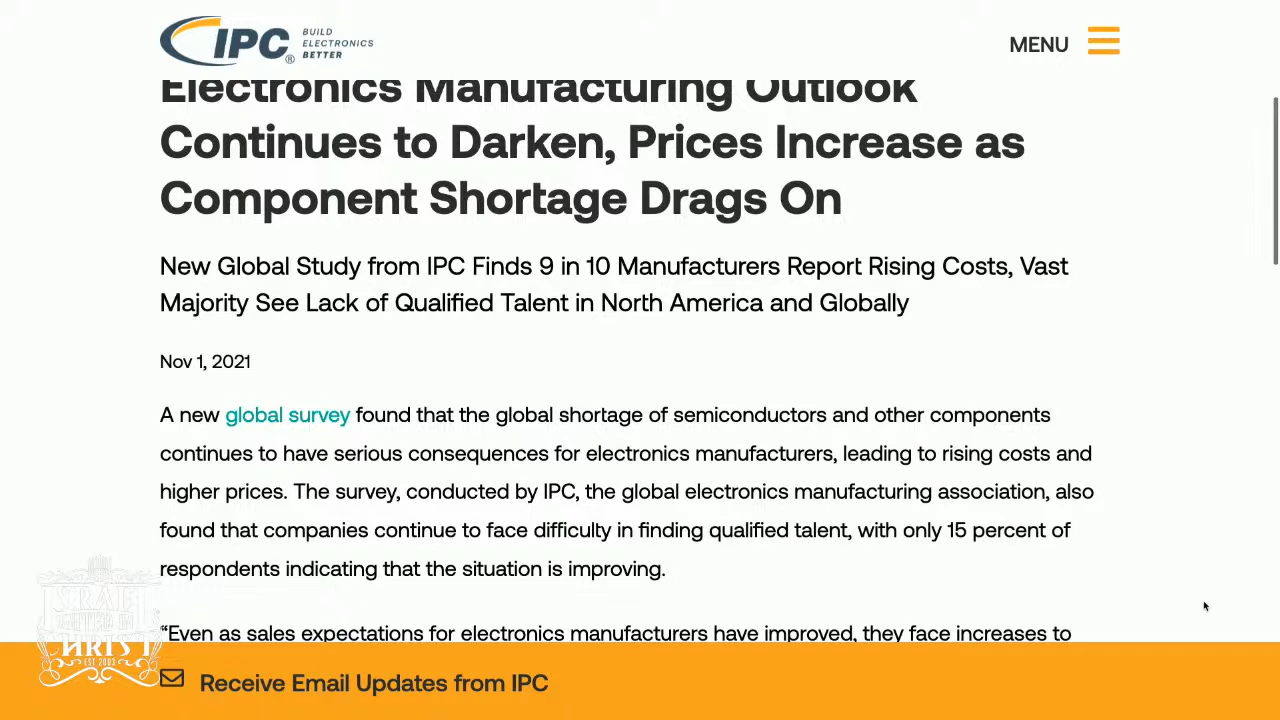 IPC
BUILD
ELECTRONICS
BETTER
MENU
Electronics Manufacturing Outlook
Continues to Darken, Prices Increase as
Component Shortage Drags On
New Global Study from IPC Finds 9 in 10 Manufacturers Report Rising Costs, Vast
Majority See Lack of Qualified Talent in North America and Globally
Nov 1, 2021
A new global survey found that the global shortage of semiconductors and other components
continues to have serious consequences for electronics manufacturers, leading to rising costs and
higher prices. The survey, conducted by IPC, the global electronics manufacturing association, also
found that companies continue to face difficulty in finding qualified talent, with only 15 percent of
respondents indicating that the situation is improving.
“Even as sales expectations for electronics manufacturers have improved, they face increases to
ISRAEL
UNITED IN
CHRIST
EST 2003
Receive Email Updates from IPC